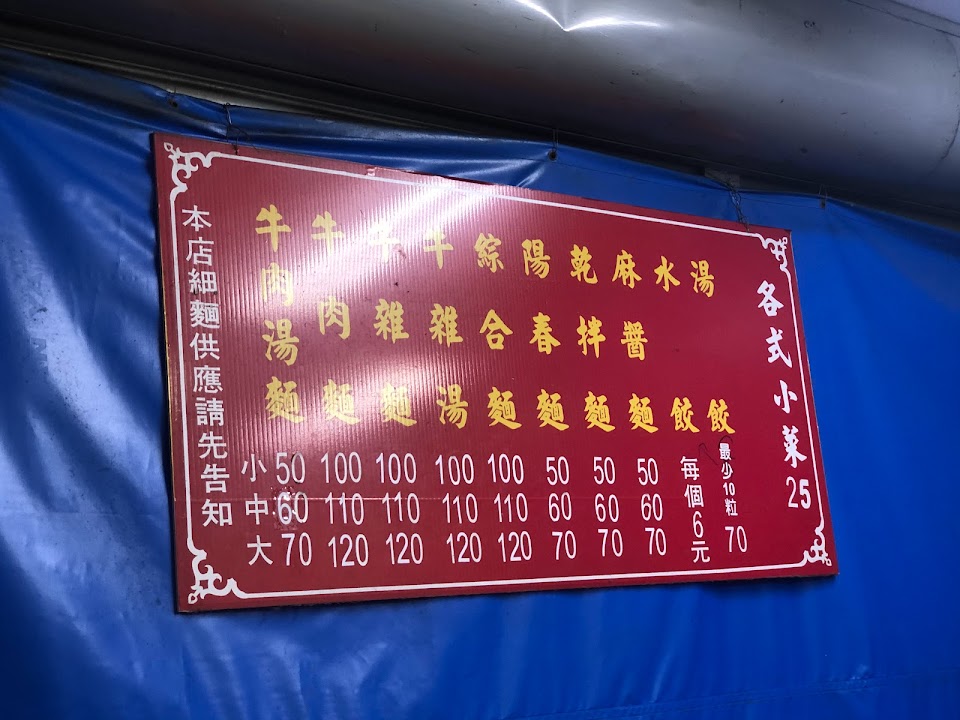 本店細麵供應請先告知
牛肉湯麵
牛肉麵
牛雜麵
牛雜湯
綜合麵
陽春麵
乾拌麵
麻醬麵
水餃
湯餃
小 50 100 100 100 100 50 50 50
中 60 110 110 110 110 60 60 60
大 70 120 120 120 120 70 70 70
每個6元
最少10粒
70
各式小菜25